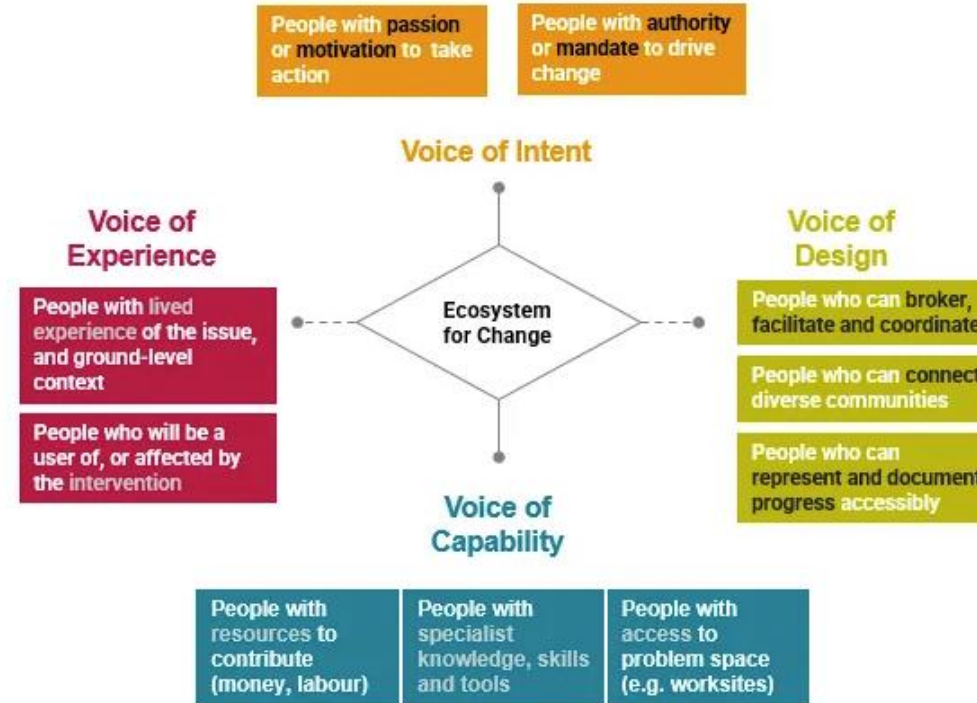 People with passion
or motivation to take
action
People with authority
or mandate to drive
change
Voice of Intent
Voice of
Experience
People with lived
experience of the issue,
and ground-level
context
People who will be a
user of, or affected by
the intervention
Ecosystem
for Change
Voice of
Design
People who can broker,
facilitate and coordinate
People who can connect
diverse communities
People who can
represent and document
progress accessibly
Voice of
Capability
People with
resources to
contribute
(money, labour)
People with
specialist
knowledge, skills
and tools
People with
access to
problem space
(e.g. worksites)